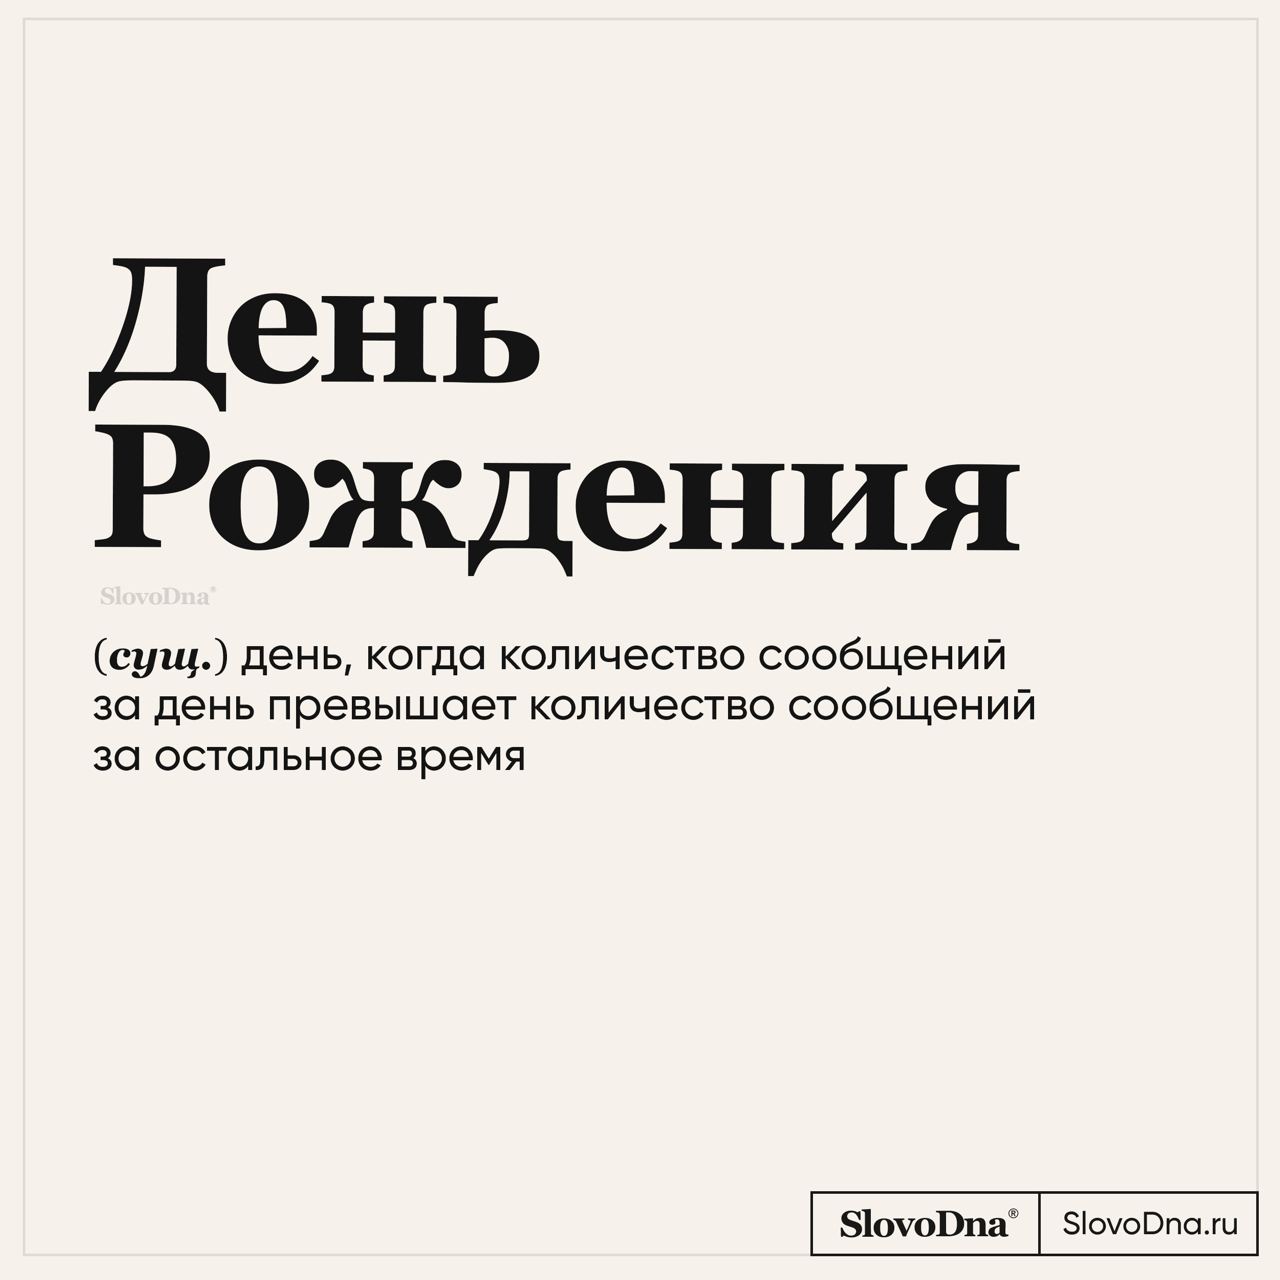 День
Рождения
SlovoDna®
(сущ.) день, когда количество сообщений
за день превышает количество сообщений
за остальное время
SlovoDna® SlovoDna.ru